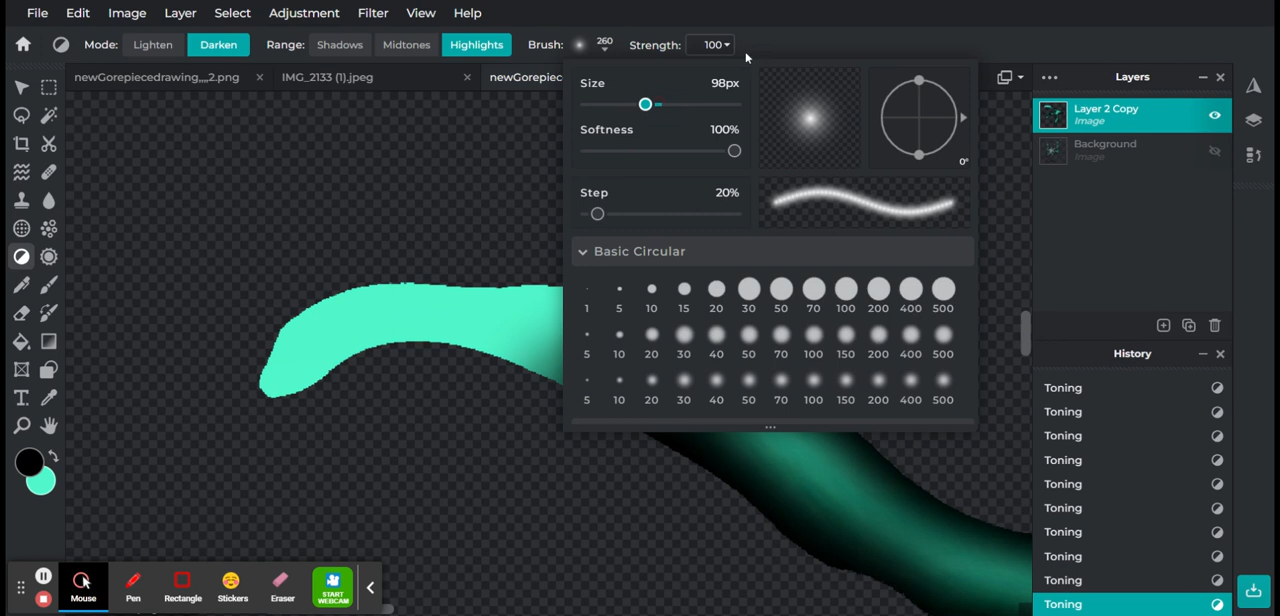 File Edit Image Layer Select Adjustment Filter View Help
Mode: Lighten Darken Range: Shadows Midtones Highlights Brush: 260 Strength: 100
newGorepiecedrawing,,,,2.png × IMG_2133 (1).jpeg × newGorepiec
Size 98px
Softness 100%
0°
Step 20%
Basic Circular
1 5 10 15 20 30 50 70 100 200 400 500
5 10 20 30 40 50 70 100 150 200 400 500
5 10 20 30 40 50 70 100 150 200 400 500
Layers
Layer 2 Copy
Image
Background
Image
History
Toning
Toning
Toning
Toning
Toning
Toning
Toning
Toning
Toning
Toning
Mouse Pen Rectangle Stickers Eraser START
WEBCAM